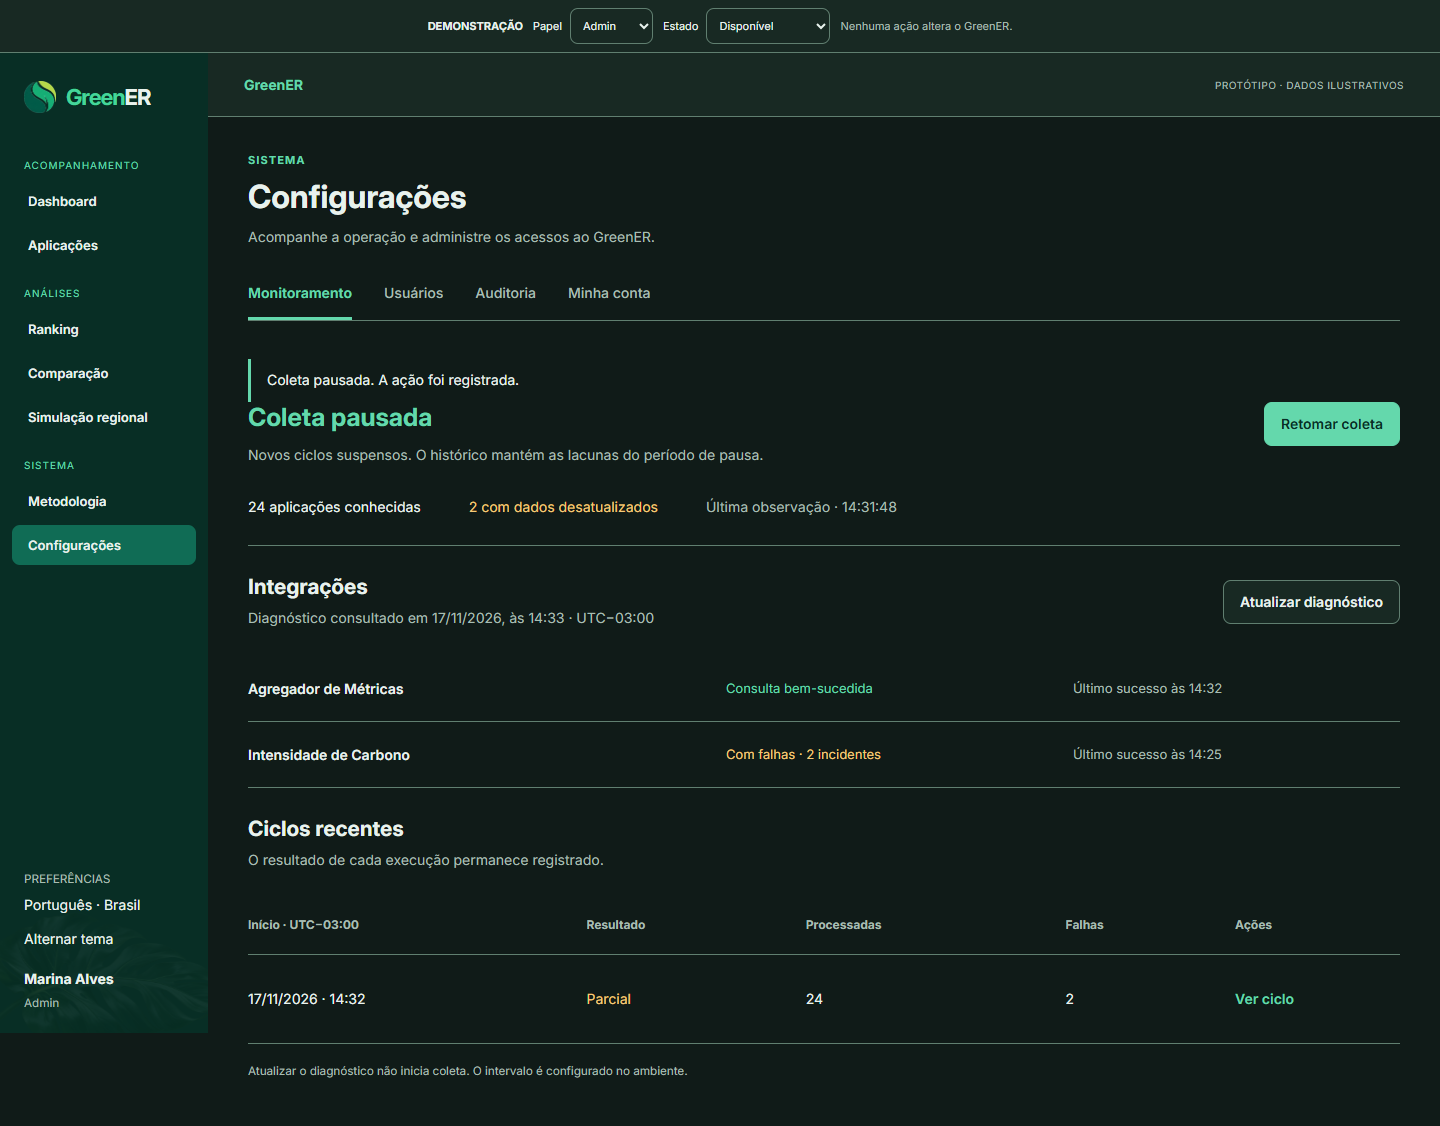 DEMONSTRAÇÃO Papel Admin Estado Disponível Nenhuma ação altera o GreenER.
GreenER
ACOMPANHAMENTO
Dashboard
Aplicações
ANÁLISES
Ranking
Comparação
Simulação regional
SISTEMA
Metodologia
Configurações
PREFERÊNCIAS
Português · Brasil
Alternar tema
Marina Alves
Admin
GreenER
PROTÓTIPO · DADOS ILUSTRATIVOS
SISTEMA
Configurações
Acompanhe a operação e administre os acessos ao GreenER.
Monitoramento Usuários Auditoria Minha conta
Coleta pausada. A ação foi registrada.
Coleta pausada
Retomar coleta
Novos ciclos suspensos. O histórico mantém as lacunas do período de pausa.
24 aplicações conhecidas 2 com dados desatualizados Última observação · 14:31:48
Integrações
Diagnóstico consultado em 17/11/2026, às 14:33 · UTC−03:00
Atualizar diagnóstico
Agregador de Métricas Consulta bem-sucedida Último sucesso às 14:32
Intensidade de Carbono Com falhas · 2 incidentes Último sucesso às 14:25
Ciclos recentes
O resultado de cada execução permanece registrado.
Início · UTC−03:00 Resultado Processadas Falhas Ações
17/11/2026 · 14:32 Parcial 24 2 Ver ciclo
Atualizar o diagnóstico não inicia coleta. O intervalo é configurado no ambiente.